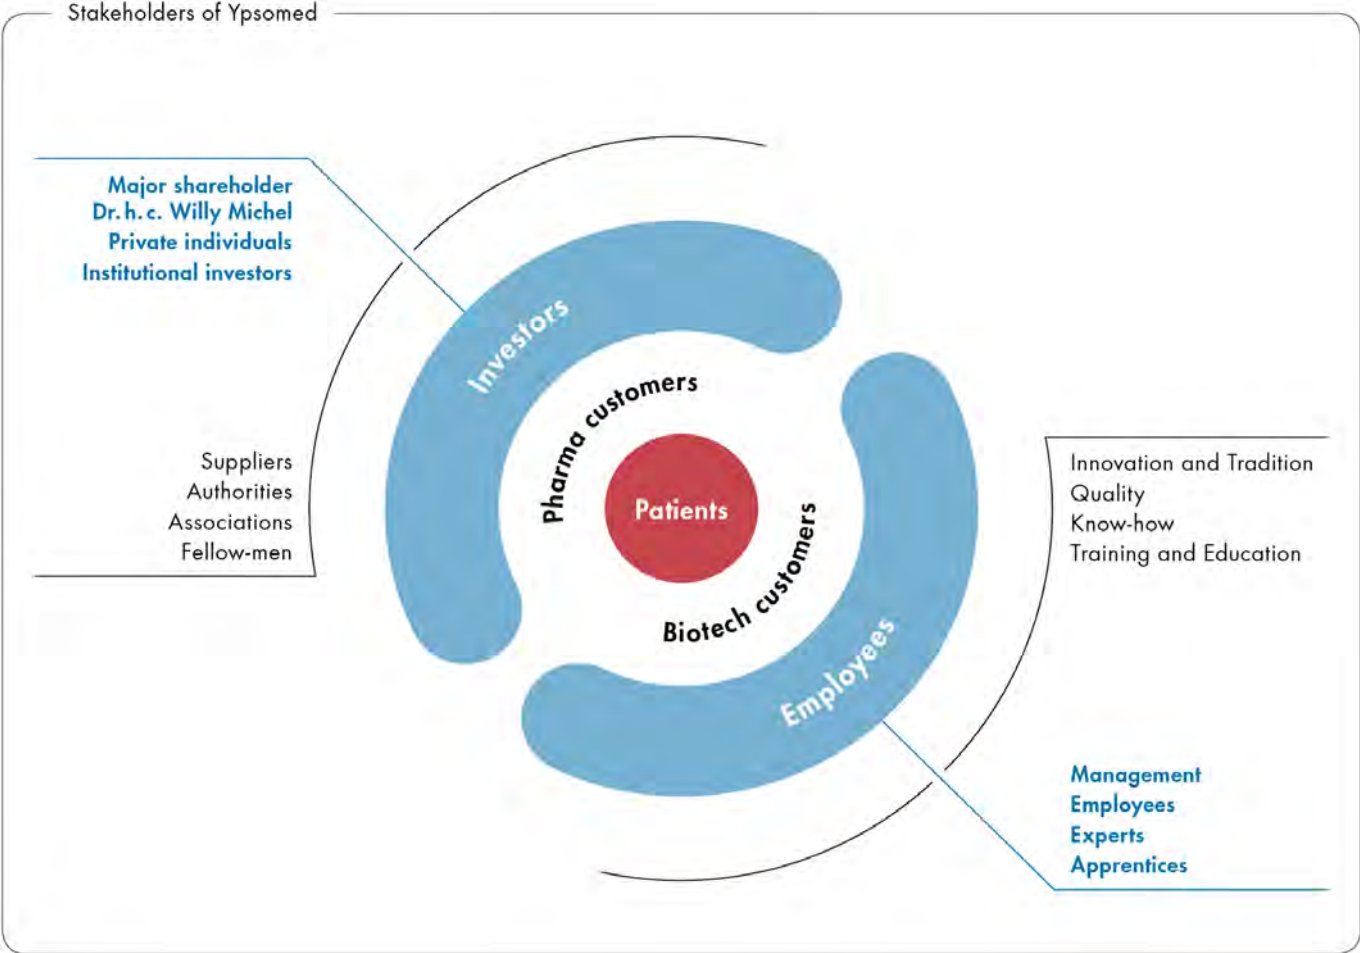 Stakeholders of Ypsomed
Major shareholder
Dr. h. c. Willy Michel
Private individuals
Institutional investors
Investors
Pharma customers
Patients
Biotech customers
Employees
Suppliers
Authorities
Associations
Fellow-men
Innovation and Tradition
Quality
Know-how
Training and Education
Management
Employees
Experts
Apprentices